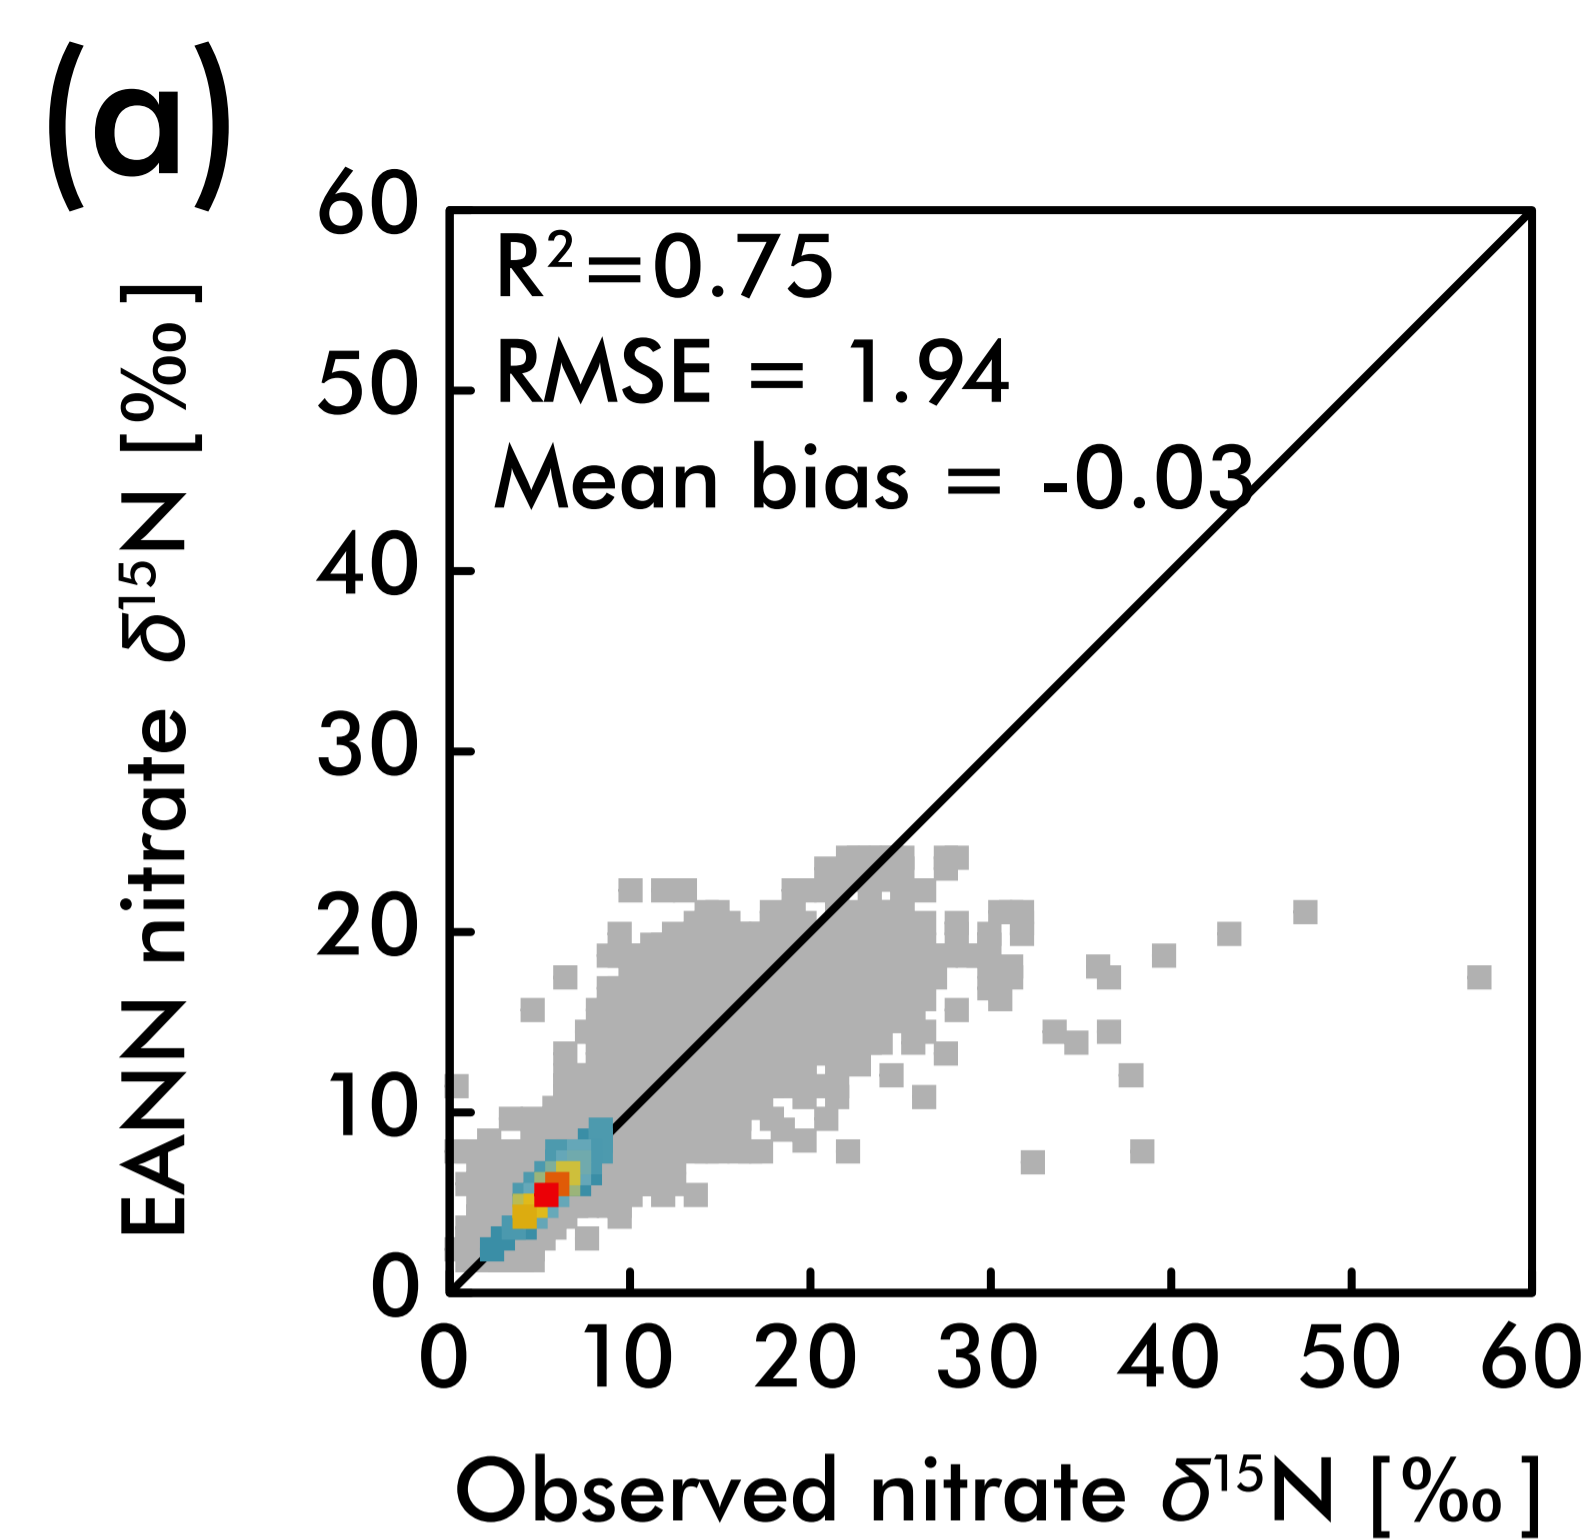 (a)
60
50
40
30
20
10
0
EANN nitrate δ¹⁵N [‰]
R²=0.75
RMSE = 1.94
Mean bias = -0.03
0 10 20 30 40 50 60
Observed nitrate δ¹⁵N [‰]